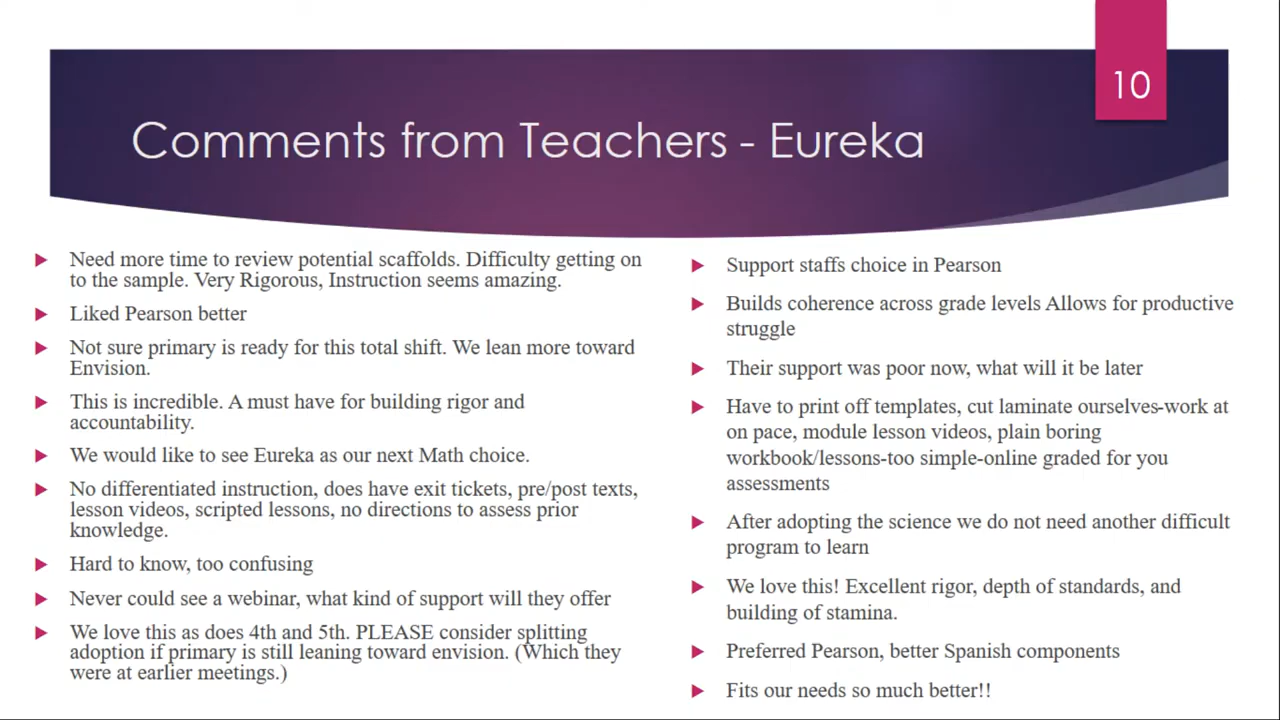 10
Comments from Teachers - Eureka
Need more time to review potential scaffolds. Difficulty getting on
to the sample. Very Rigorous, Instruction seems amazing.
Liked Pearson better
Not sure primary is ready for this total shift. We lean more toward
Envision.
This is incredible. A must have for building rigor and
accountability.
We would like to see Eureka as our next Math choice.
No differentiated instruction, does have exit tickets, pre/post texts,
lesson videos, scripted lessons, no directions to assess prior
knowledge.
Hard to know, too confusing
Never could see a webinar, what kind of support will they offer
We love this as does 4th and 5th. PLEASE consider splitting
adoption if primary is still leaning toward envision. (Which they
were at earlier meetings.)
Support staffs choice in Pearson
Builds coherence across grade levels Allows for productive
struggle
Their support was poor now, what will it be later
Have to print off templates, cut laminate ourselves-work at
on pace, module lesson videos, plain boring
workbook/lessons-too simple-online graded for you
assessments
After adopting the science we do not need another difficult
program to learn
We love this! Excellent rigor, depth of standards, and
building of stamina.
Preferred Pearson, better Spanish components
Fits our needs so much better!!